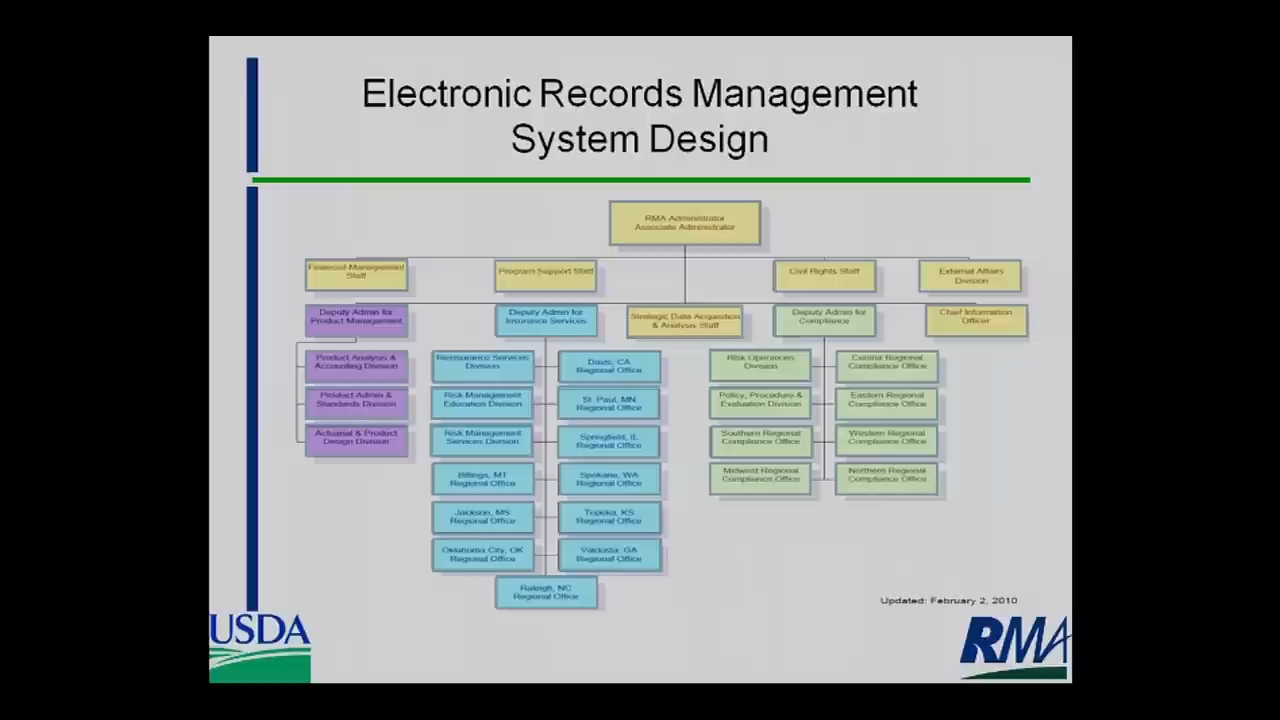 Electronic Records Management
System Design
RMA Administrator
Associate Administrator
Financial Management
Staff
Program Support Staff
Civil Rights Staff
External Affairs
Division
Deputy Admin for
Product Management
Deputy Admin for
Insurance Services
Strategic Data Acquisition
& Analysis Staff
Deputy Admin for
Compliance
Chief Information
Officer
Product Analysis &
Accounting Division
Product Admin &
Standards Division
Actuarial & Product
Design Division
Reinsurance Services
Division
Davis, CA
Regional Office
Risk Management
Education Division
St. Paul, MN
Regional Office
Risk Management
Services Division
Springfield, IL
Regional Office
Billings, MT
Regional Office
Spokane, WA
Regional Office
Jackson, MS
Regional Office
Topeka, KS
Regional Office
Oklahoma City, OK
Regional Office
Valdosta, GA
Regional Office
Raleigh, NC
Regional Office
Risk Operations
Division
Central Regional
Compliance Office
Policy, Procedure &
Evaluation Division
Eastern Regional
Compliance Office
Southern Regional
Compliance Office
Western Regional
Compliance Office
Midwest Regional
Compliance Office
Northern Regional
Compliance Office
Updated: February 2, 2010
USDA
RMA